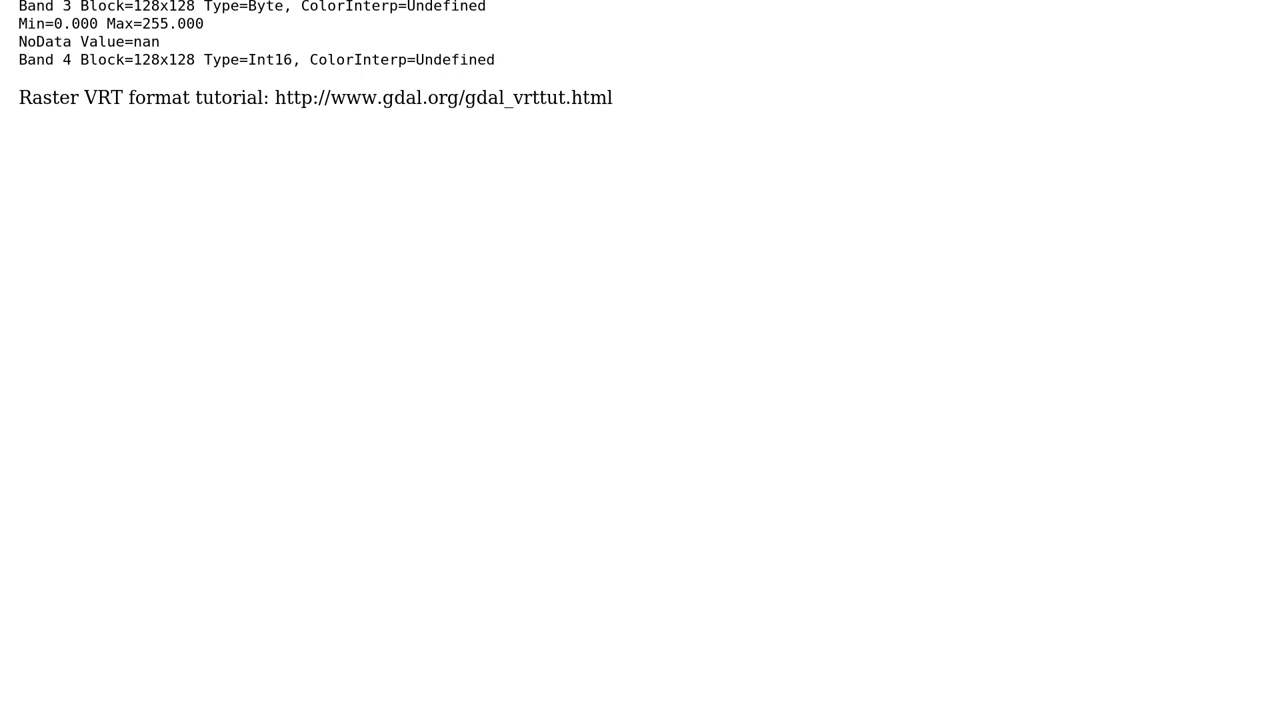 Band 3 Block=128x128 Type=Byte, ColorInterp=Undefined
Min=0.000 Max=255.000
NoData Value=nan
Band 4 Block=128x128 Type=Int16, ColorInterp=Undefined
Raster VRT format tutorial: http://www.gdal.org/gdal_vrttut.html